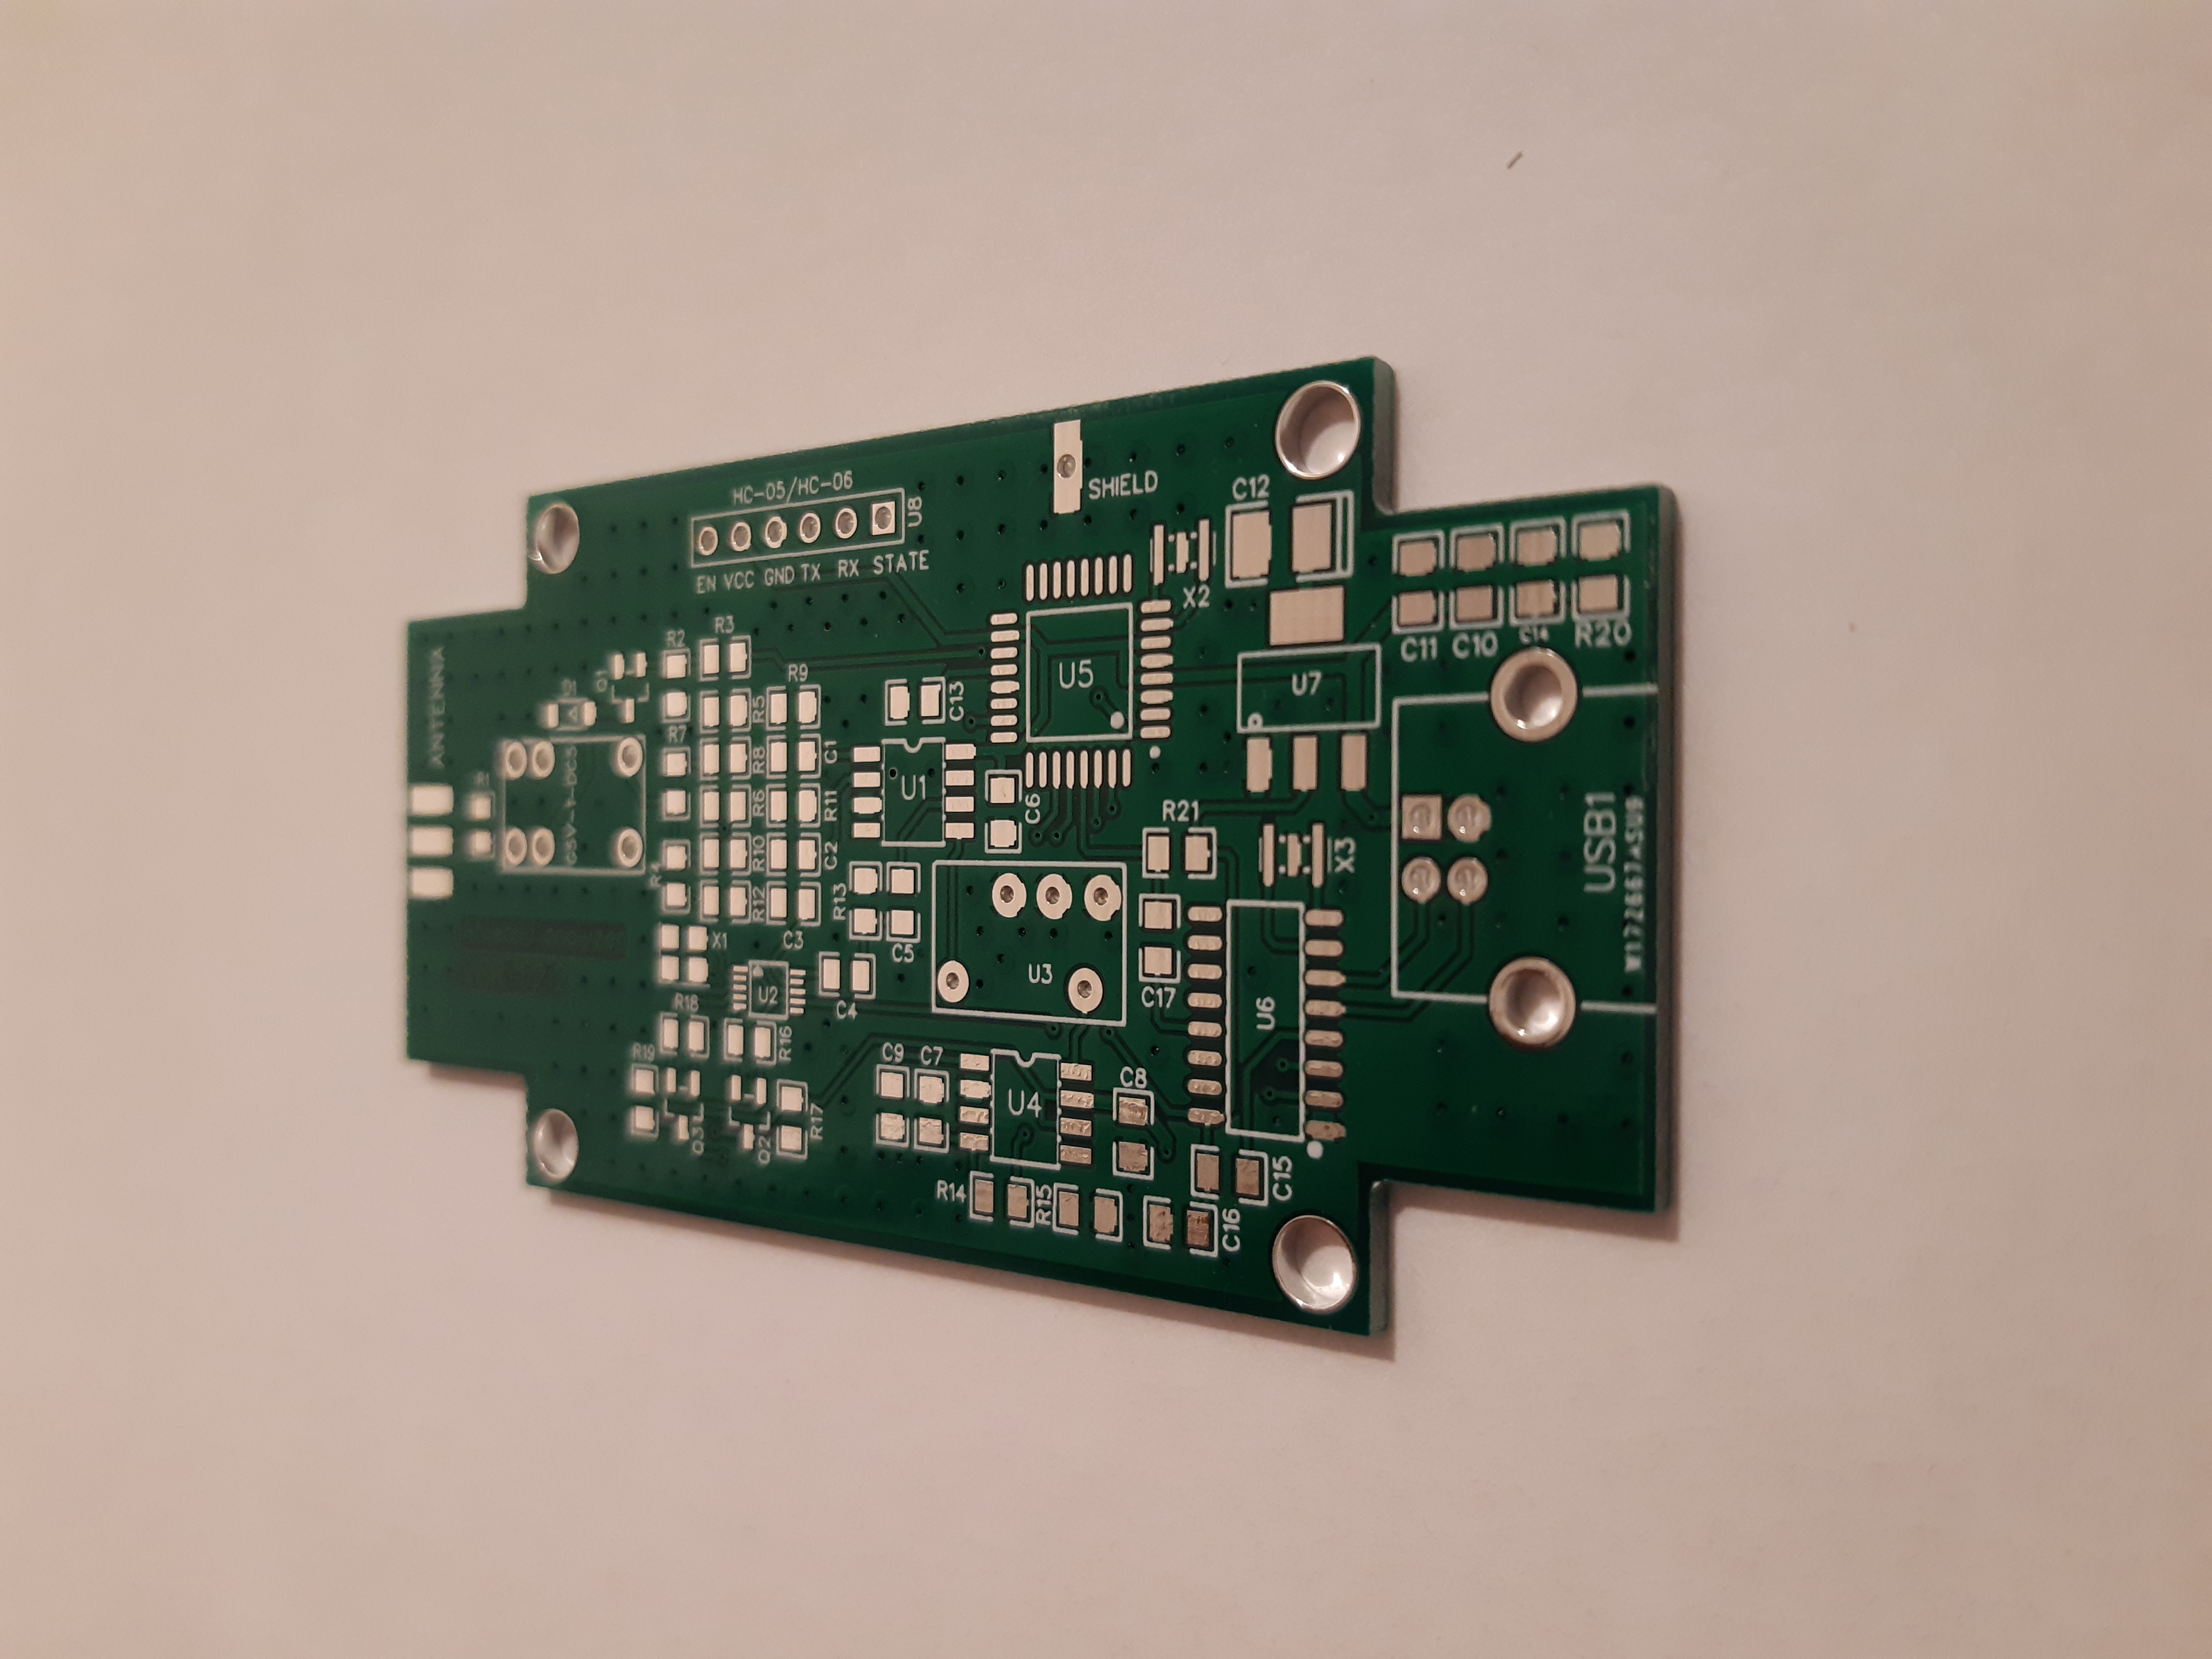 ANTENNA
G5V-1-DC5
Q1
R19
R18
Q3
X1
R4
R7
R2
R3
EN VCC GND TX RX STATE
HC-05/HC-06
U8
Q2
R16
R17
U2
R12
R10
R6
R8
R5
C3
C2
R11
C1
R9
C4
R13
C5
U1
C13
C9
C7
R14
U4
R15
U3
C6
U5
SHIELD
C8
C17
R21
X2
C16
C15
U6
X3
U7
C12
C11
C10
C14
R20
USB1
W172667ASU9